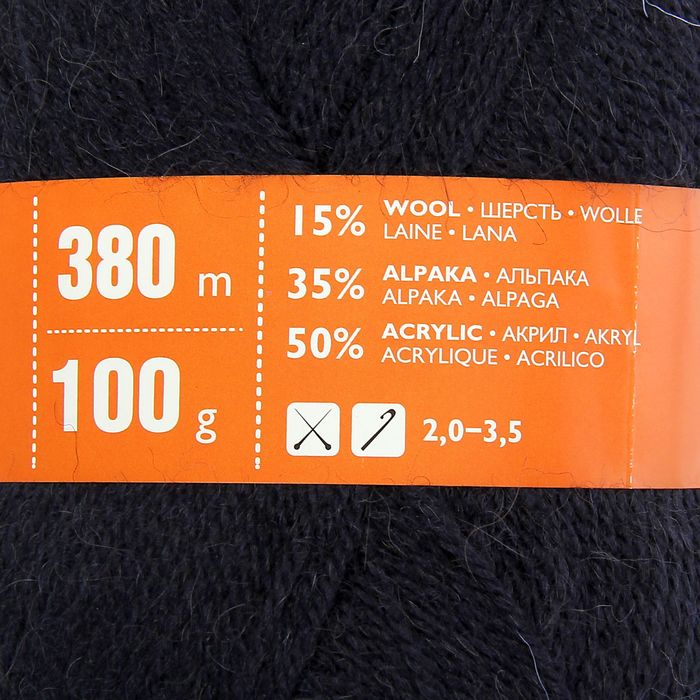 380 m
100 g
15% WOOL • ШЕРСТЬ • WOLLE
LAINE • LANA
35% ALPAKA • АЛЬПАКА
ALPAKA • ALPAGA
50% ACRYLIC • АКРИЛ • AKRYL
ACRYLIQUE • ACRILICO
2,0–3,5